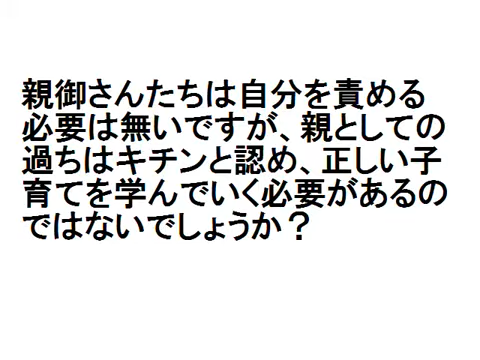 親御さんたちは自分を責める
必要は無いですが、親としての
過ちはキチンと認め、正しい子
育てを学んでいく必要があるの
ではないでしょうか？